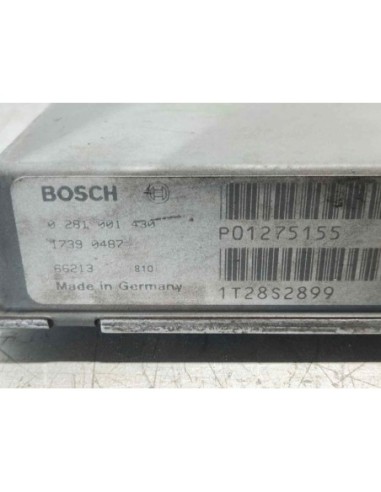 BOSCH
0 281 001 430
P01275155
1739 0487
66213 810
Made in Germany
1T28S2899